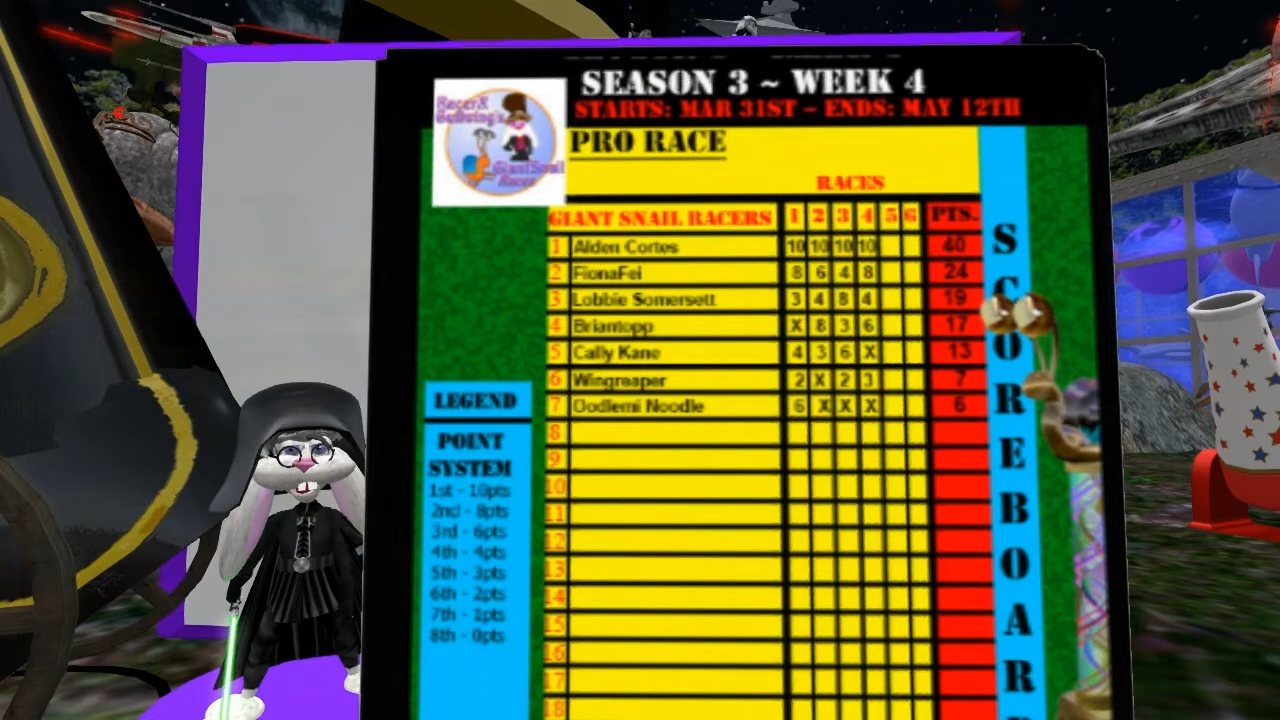 SEASON 3 ~ WEEK 4
STARTS: MAR 31ST ~ ENDS: MAY 12TH
PRO RACE
RACES
GIANT SNAIL RACERS 1 2 3 4 5 6 PTS.
1 Alden Cortes 10 10 10 10 40
2 FionaFei 8 6 4 8 24
3 Lobbie Somersett 3 4 8 4 19
4 Briantopp X 8 3 6 17
5 Cally Kane 4 3 6 X 13
6 Wingreaper 2 X 2 3 7
7 Oodlemi Noodle 6 X X X 6
8
9
10
11
12
13
14
15
16
17
18
LEGEND
POINT
SYSTEM
1st - 10pts
2nd - 8pts
3rd - 6pts
4th - 4pts
5th - 3pts
6th - 2pts
7th - 1pts
8th - 0pts
SCOREBOAR
GiantSnail
Races